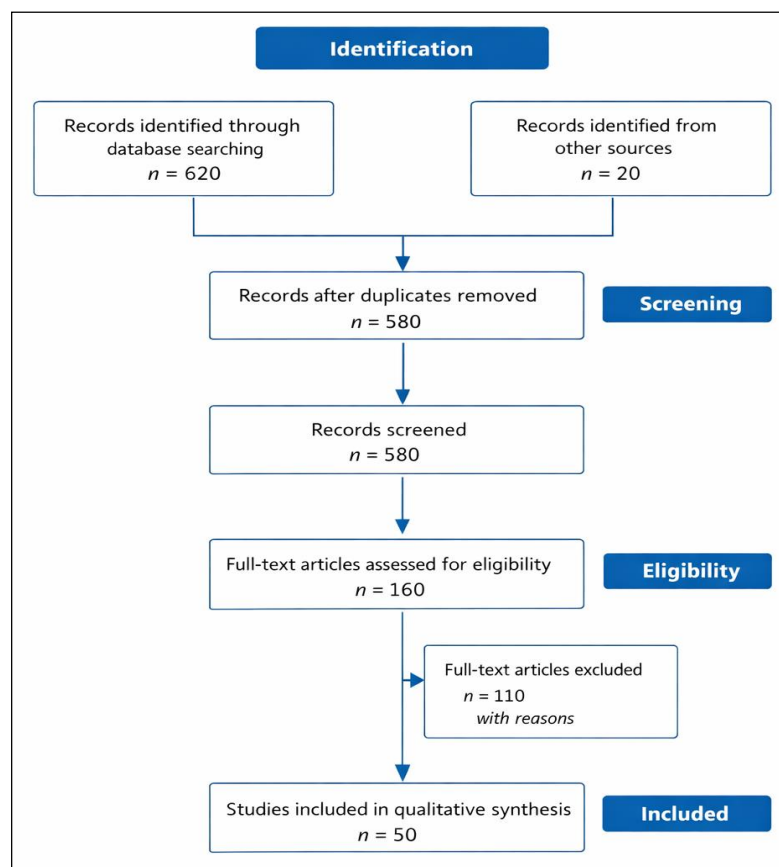 Identification
Records identified through
database searching
n = 620
Records identified from
other sources
n = 20
Records after duplicates removed
n = 580
Screening
Records screened
n = 580
Full-text articles assessed for eligibility
n = 160
Eligibility
Full-text articles excluded
n = 110
with reasons
Studies included in qualitative synthesis
n = 50
Included